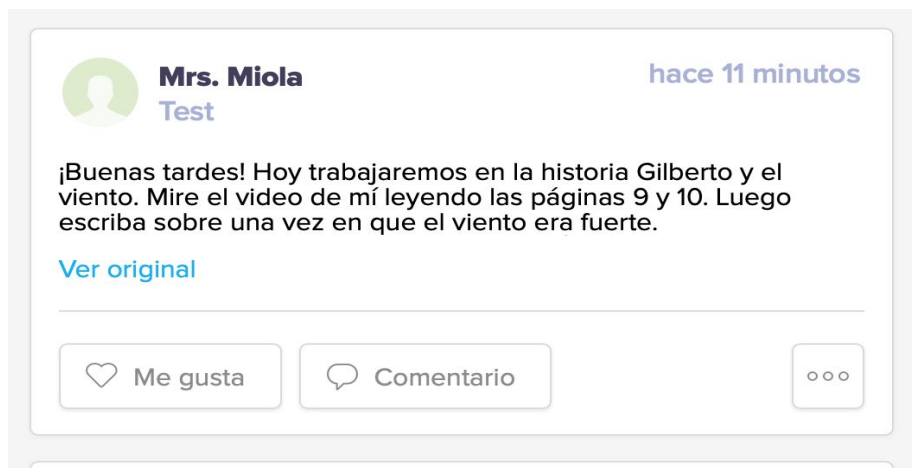 Mrs. Miola
hace 11 minutos
Test
¡Buenas tardes! Hoy trabajaremos en la historia Gilberto y el
viento. Mire el video de mí leyendo las páginas 9 y 10. Luego
escriba sobre una vez en que el viento era fuerte.
Ver original
Me gusta
Comentario